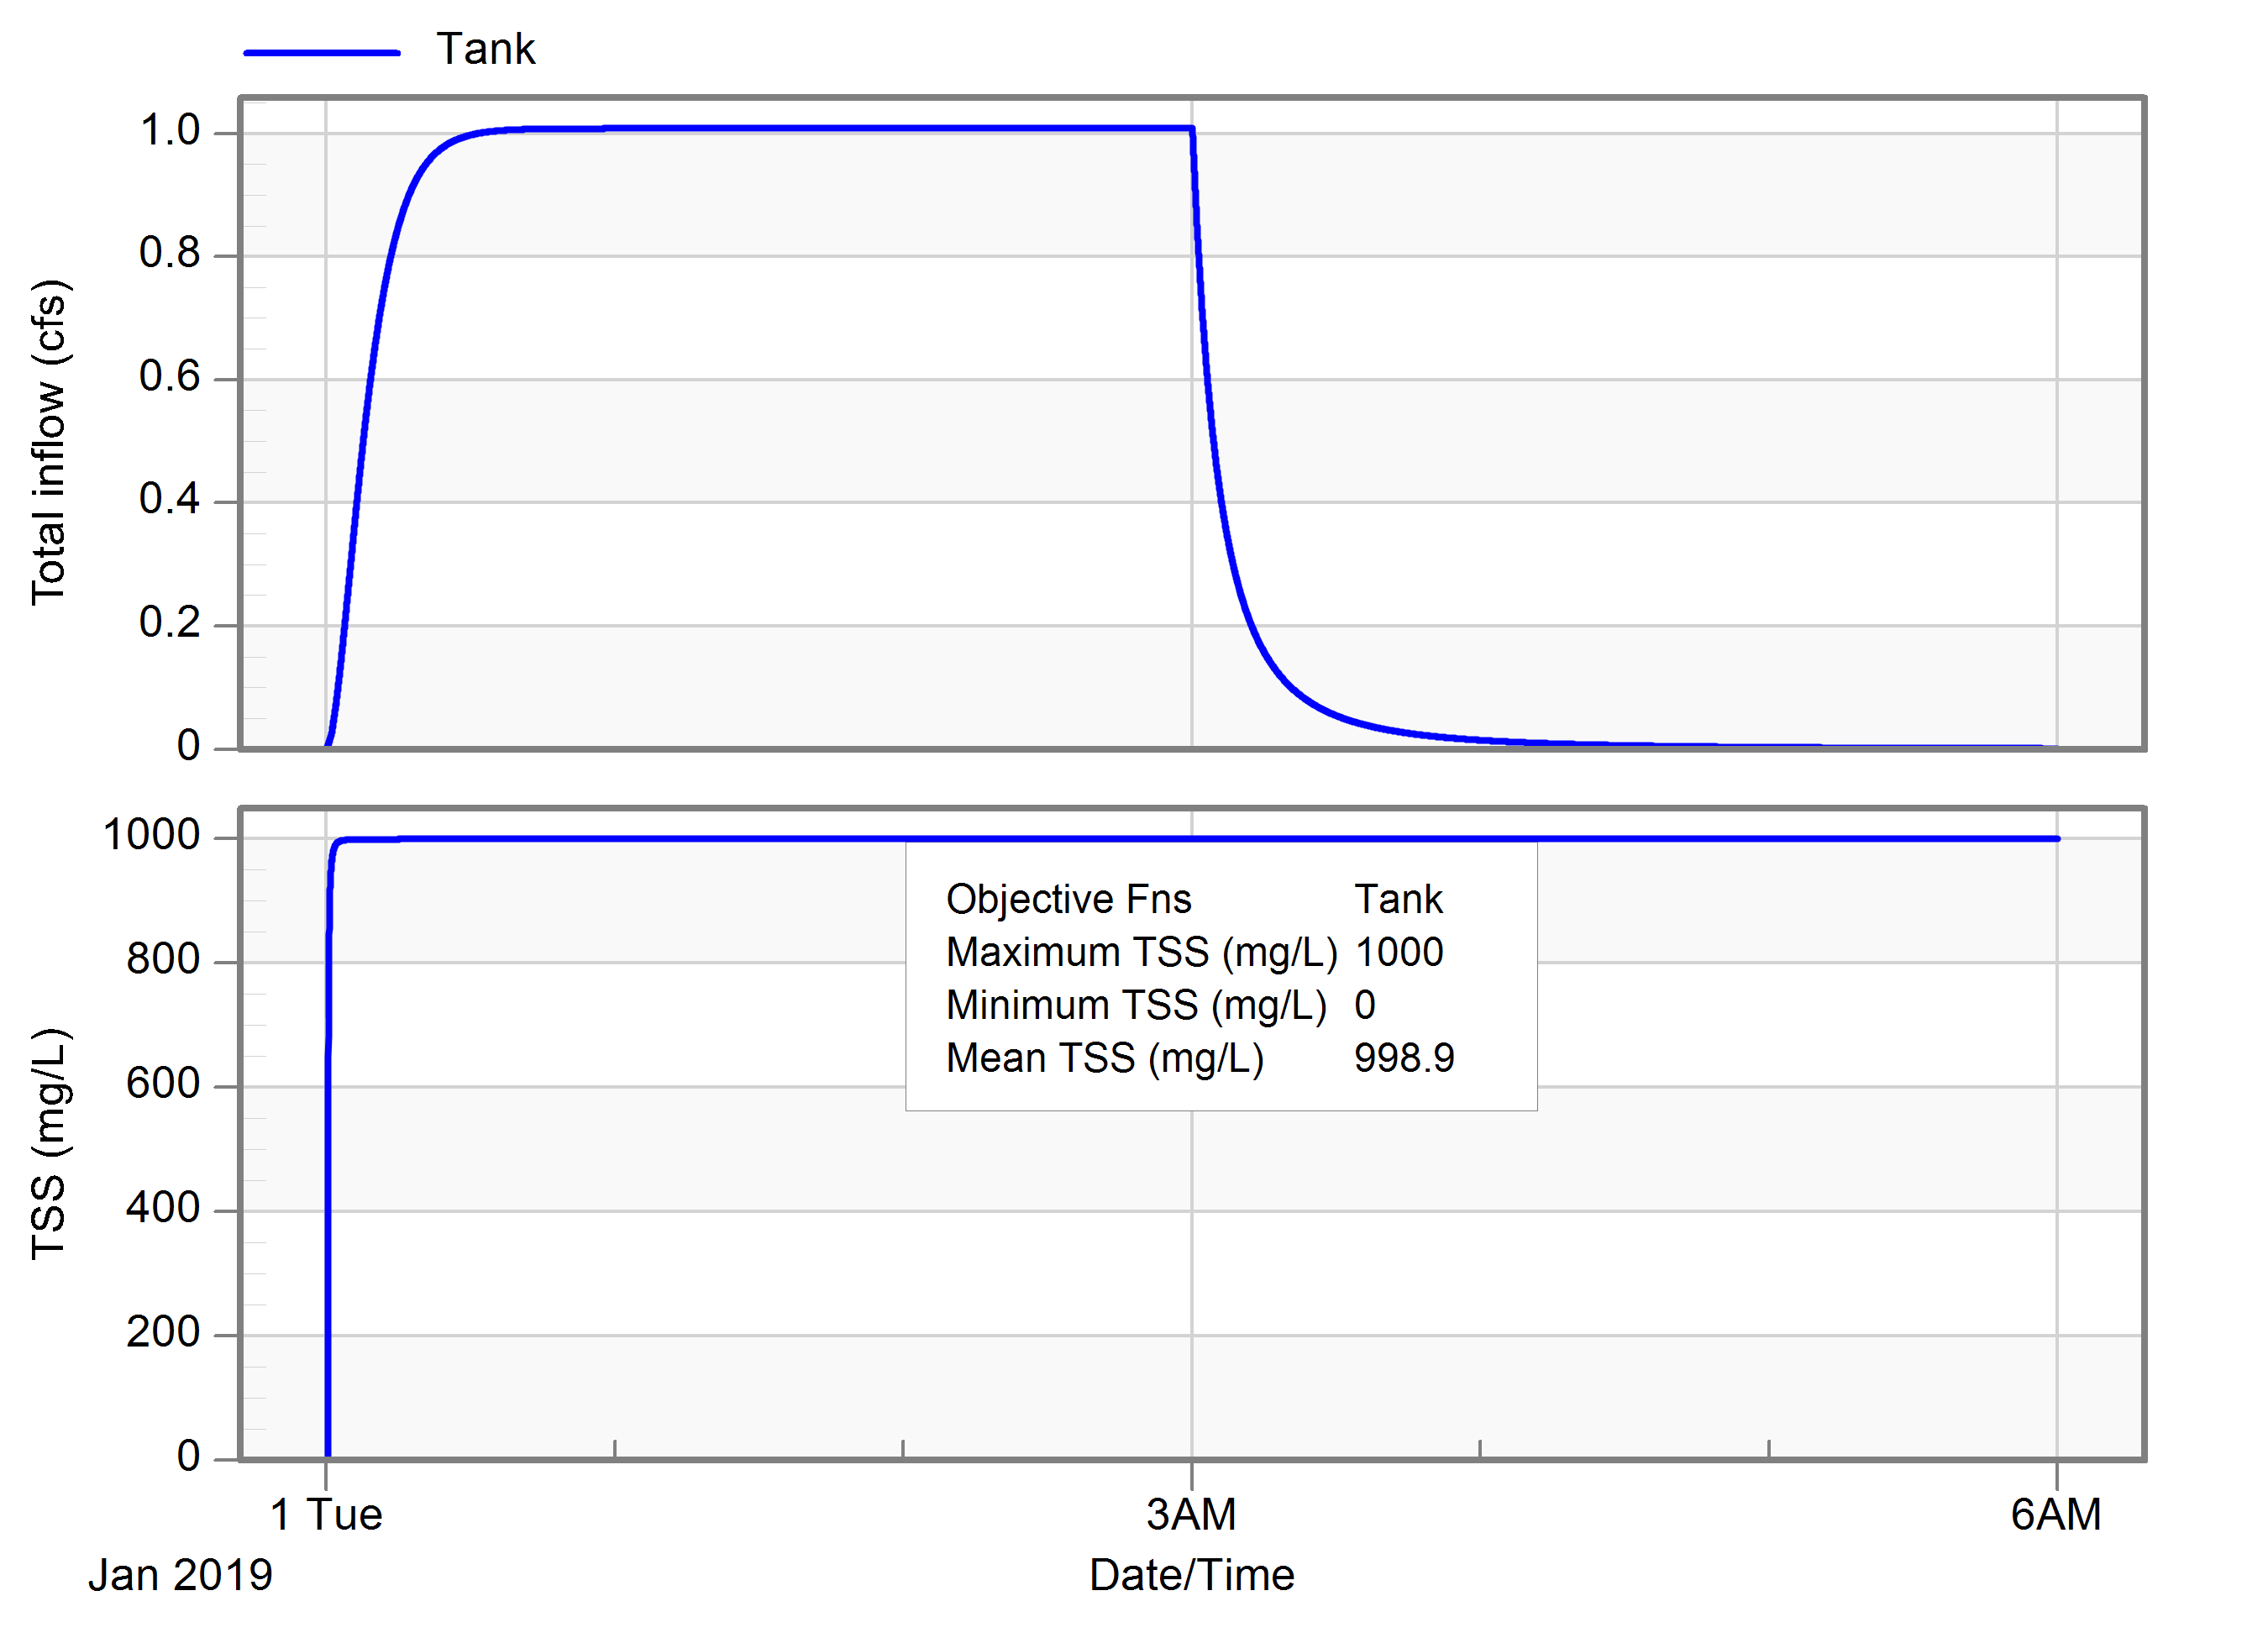 Tank
Total inflow (cfs)
1.0
0.8
0.6
0.4
0.2
0
TSS (mg/L)
1000
800
600
400
200
0
Objective Fns Tank
Maximum TSS (mg/L) 1000
Minimum TSS (mg/L) 0
Mean TSS (mg/L) 998.9
1 Tue 3AM 6AM
Jan 2019 Date/Time